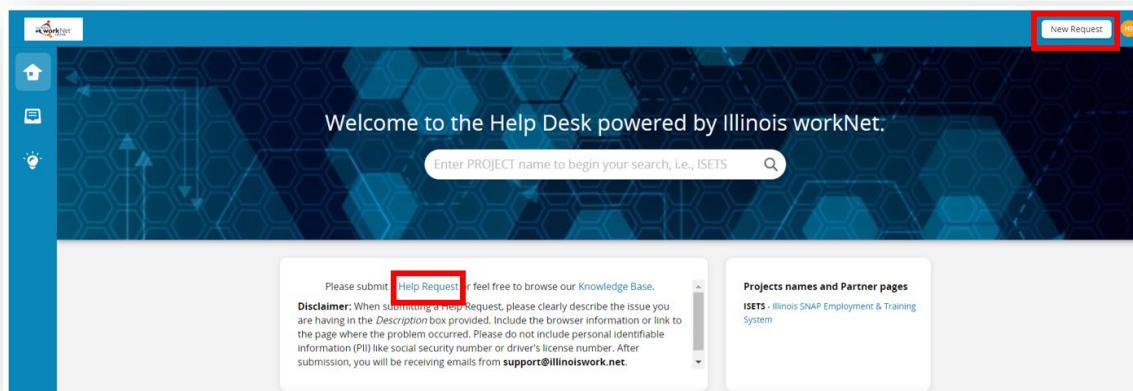 workNet
New Request
Welcome to the Help Desk powered by Illinois workNet.
Enter PROJECT name to begin your search, i.e., ISETS
Please submit Help Request or feel free to browse our Knowledge Base.
Disclaimer: When submitting a Help Request, please clearly describe the issue you
are having in the Description box provided. Include the browser information or link to
the page where the problem occurred. Please do not include personal identifiable
information (PII) like social security number or driver's license number. After
submission, you will be receiving emails from support@illinoiswork.net.
Projects names and Partner pages
ISETS - Illinois SNAP Employment & Training
System